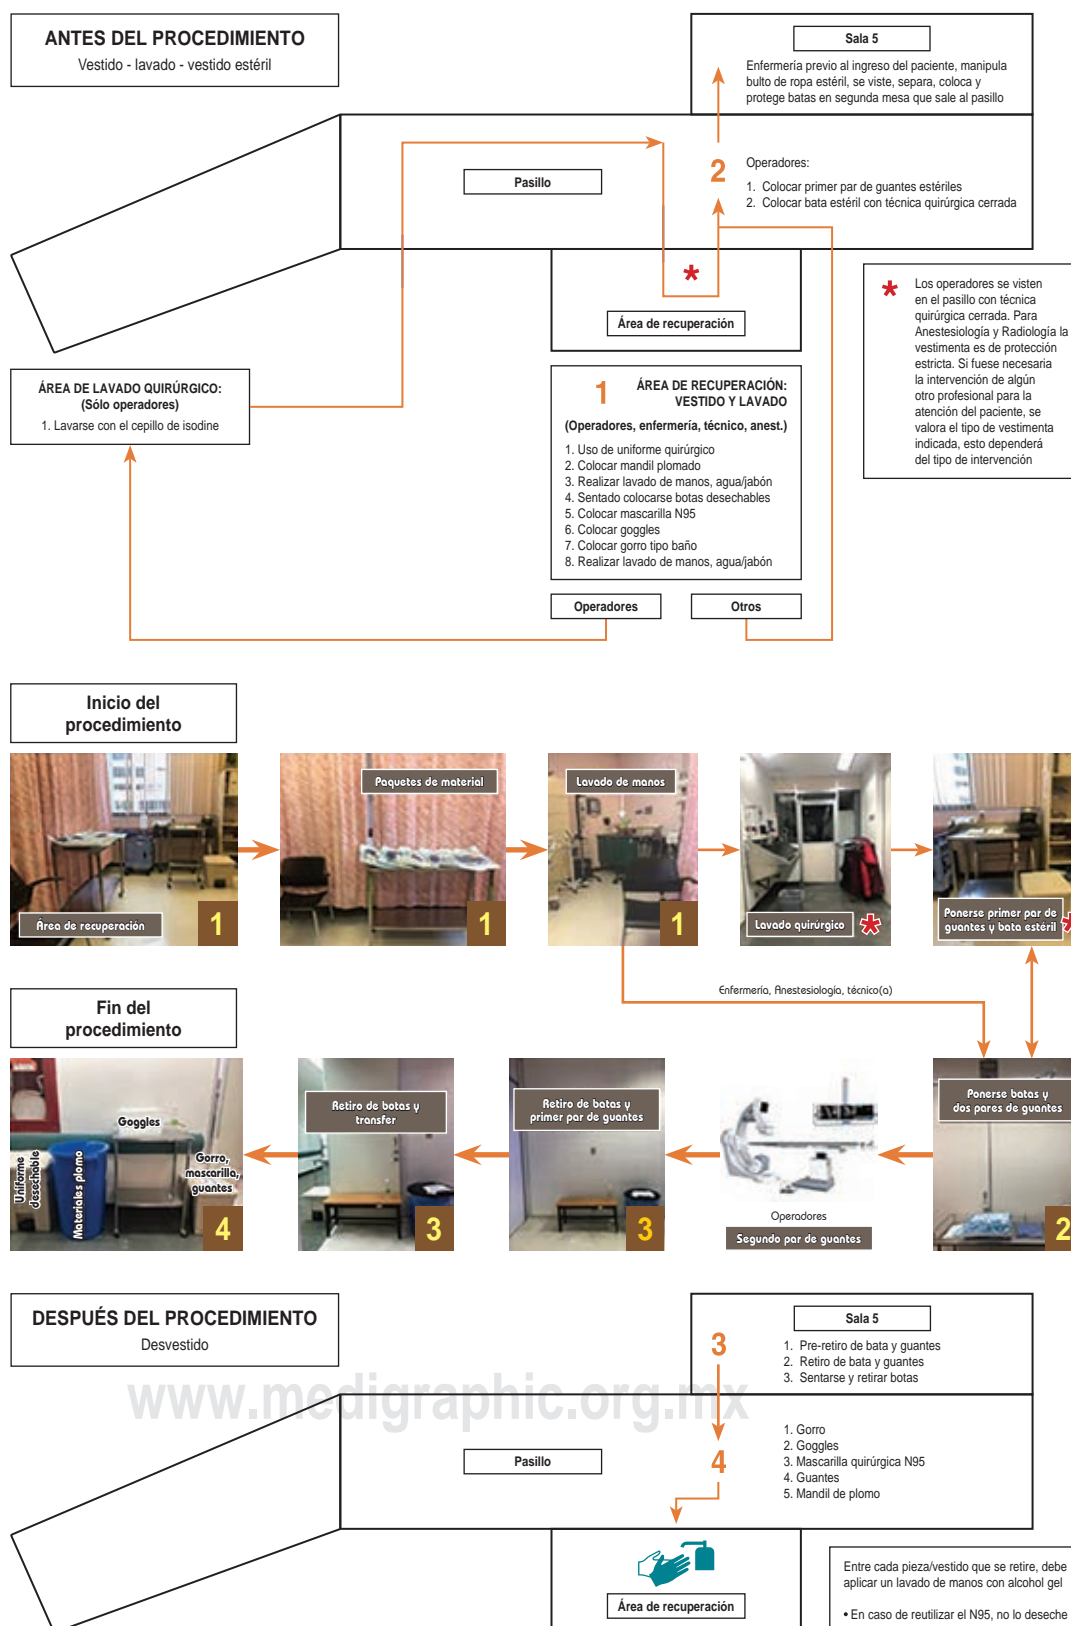 ANTES DEL PROCEDIMIENTO
Vestido - lavado - vestido estéril
Sala 5
Enfermería previo al ingreso del paciente, manipula
bulto de ropa estéril, se viste, separa, coloca y
protege batas en segunda mesa que sale al pasillo
Pasillo
2
Operadores:
1. Colocar primer par de guantes estériles
2. Colocar bata estéril con técnica quirúrgica cerrada
*
Área de recuperación
* Los operadores se visten
en el pasillo con técnica
quirúrgica cerrada. Para
Anestesiología y Radiología la
vestimenta es de protección
estricta. Si fuese necesaria
la intervención de algún
otro profesional para la
atención del paciente, se
valora el tipo de vestimenta
indicada, esto dependerá
del tipo de intervención
ÁREA DE LAVADO QUIRÚRGICO:
(Sólo operadores)
1. Lavarse con el cepillo de isodine
1 ÁREA DE RECUPERACIÓN:
VESTIDO Y LAVADO
(Operadores, enfermería, técnico, anest.)
1. Uso de uniforme quirúrgico
2. Colocar mandil plomado
3. Realizar lavado de manos, agua/jabón
4. Sentado colocarse botas desechables
5. Colocar mascarilla N95
6. Colocar goggles
7. Colocar gorro tipo baño
8. Realizar lavado de manos, agua/jabón
Operadores
Otros
Inicio del
procedimiento
Área de recuperación
1
Paquetes de material
1
Lavado de manos
1
Lavado quirúrgico *
Ponerse primer par de
guantes y bata estéril *
Enfermería, Anestesiología, técnico(a)
Fin del
procedimiento
Uniforme
desechable
Materiales plomo
Goggles
Gorro,
mascarilla,
guantes
4
Retiro de botas y
transfer
3
Retiro de batas y
primer par de guantes
3
Operadores
Segundo par de guantes
Ponerse batas y
dos pares de guantes
2
DESPUÉS DEL PROCEDIMIENTO
Desvestido
Sala 5
3
1. Pre-retiro de bata y guantes
2. Retiro de bata y guantes
3. Sentarse y retirar botas
www.medigraphic.org.mx
Pasillo
4
1. Gorro
2. Goggles
3. Mascarilla quirúrgica N95
4. Guantes
5. Mandil de plomo
Área de recuperación
Entre cada pieza/vestido que se retire, debe
aplicar un lavado de manos con alcohol gel
• En caso de reutilizar el N95, no lo deseche